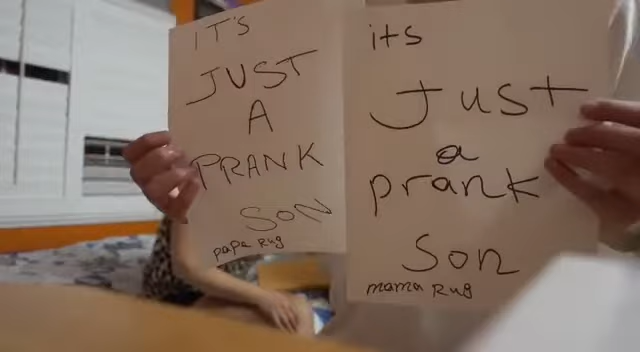 IT'S
JUST
A
PRANK
SON
papa Rug
its
Just
a
prank
Son
mama Rug